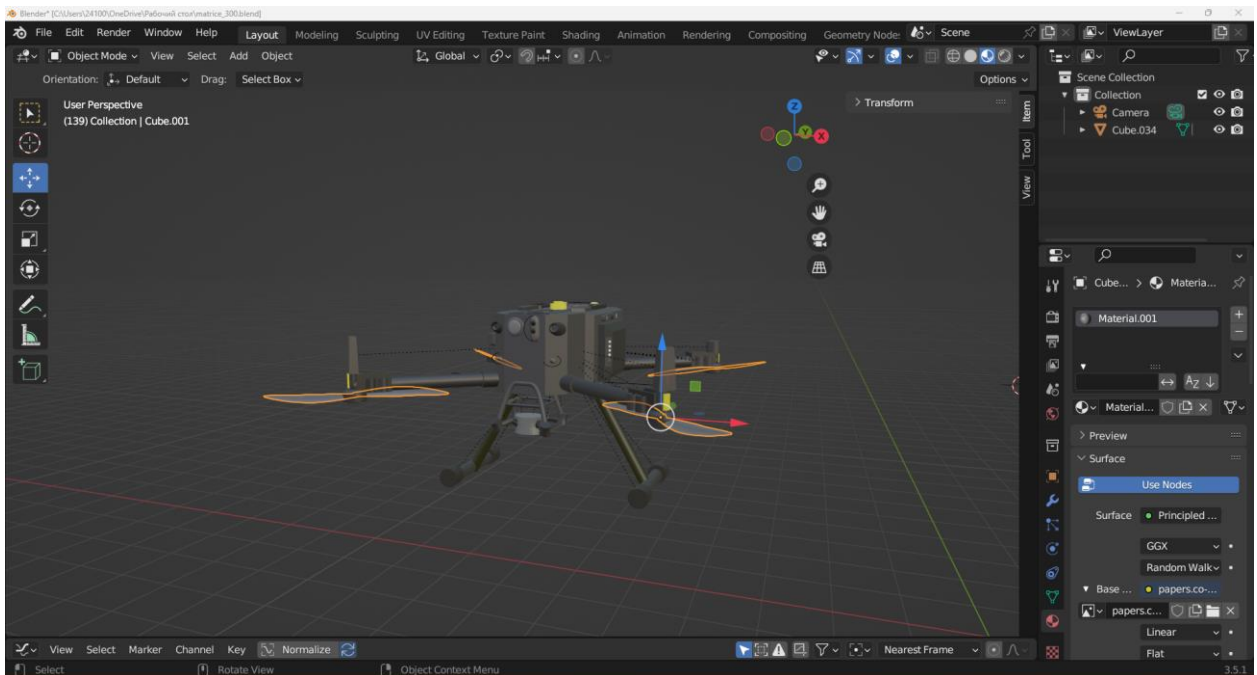 Blender* [C:\Users\24100\OneDrive\Рабочий стол\matrice_300.blend]
File Edit Render Window Help Layout Modeling Sculpting UV Editing Texture Paint Shading Animation Rendering Compositing Geometry Node Scene ViewLayer
Object Mode View Select Add Object Global
Orientation: Default Drag: Select Box Options
User Perspective
(139) Collection | Cube.001
Transform
Z
Y
X
Item
Tool
View
Scene Collection
Collection
Camera
Cube.034
Cube... > Materia...
Material.001
Material...
Preview
Surface
Use Nodes
Surface Principled ...
GGX
Random Walk
Base ... papers.co-...
papers.c...
Linear
Flat
View Select Marker Channel Key Normalize Nearest Frame
Select Rotate View Object Context Menu 3.5.1